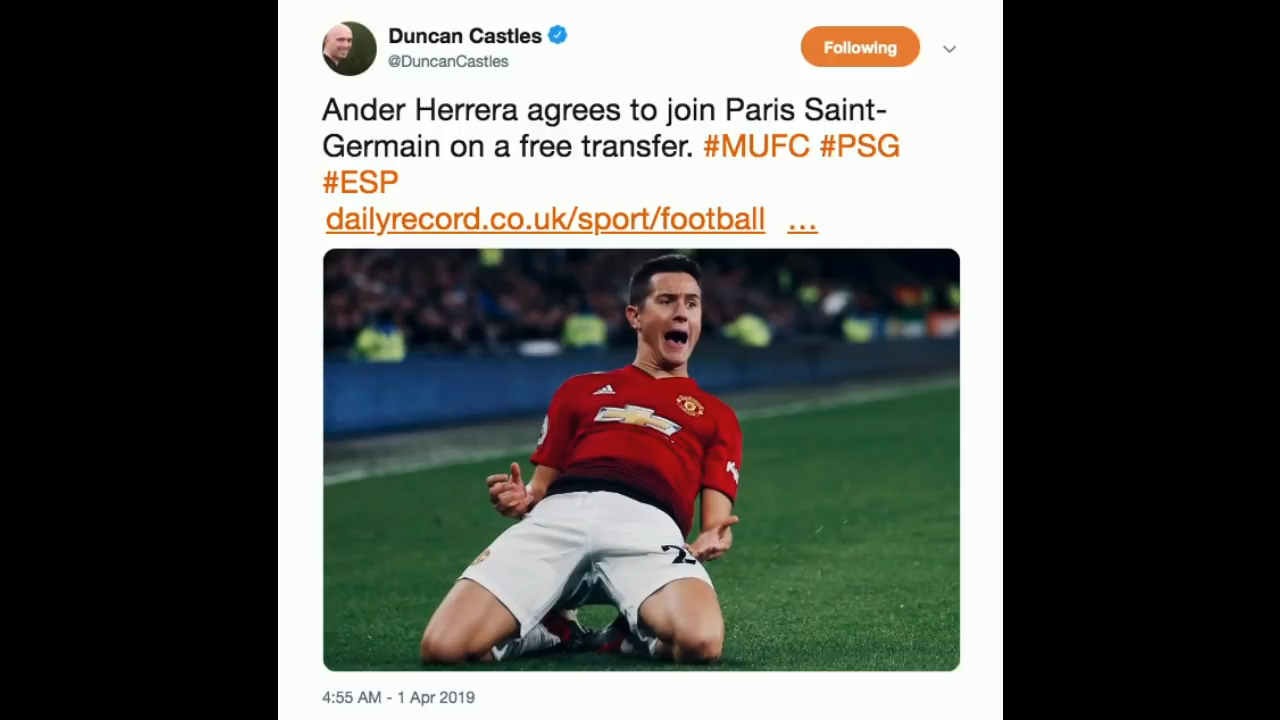 Duncan Castles
@DuncanCastles
Following
Ander Herrera agrees to join Paris Saint-
Germain on a free transfer. #MUFC #PSG
#ESP
dailyrecord.co.uk/sport/football ...
2
4:55 AM - 1 Apr 2019